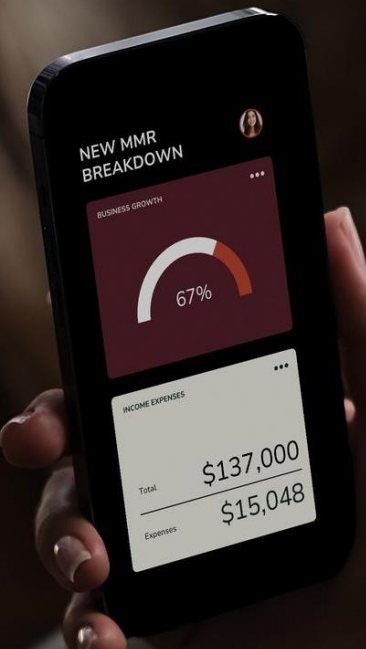 NEW MMR
BREAKDOWN
BUSINESS GROWTH
67%
INCOME EXPENSES
Total $137,000
Expenses $15,048